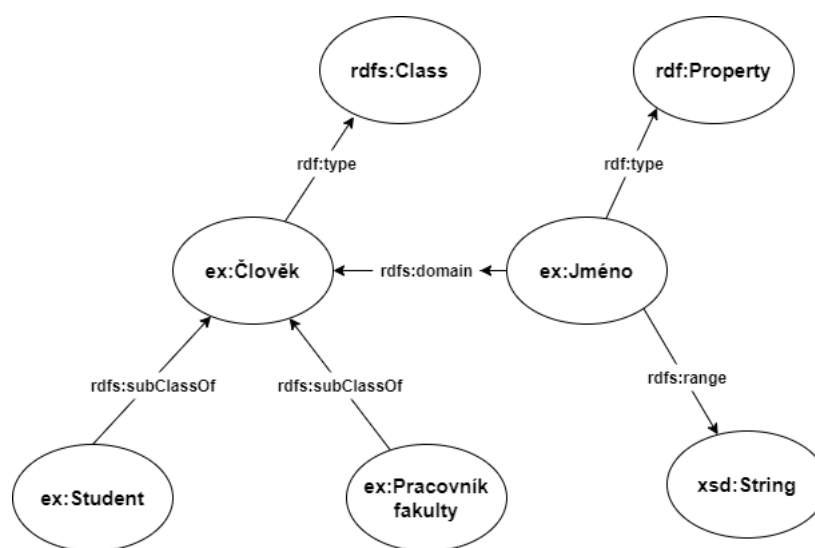 rdfs:Class
rdf:Property
rdf:type
rdf:type
ex:Člověk
rdfs:domain
ex:Jméno
rdfs:subClassOf
rdfs:subClassOf
rdfs:range
ex:Student
ex:Pracovník
fakulty
xsd:String